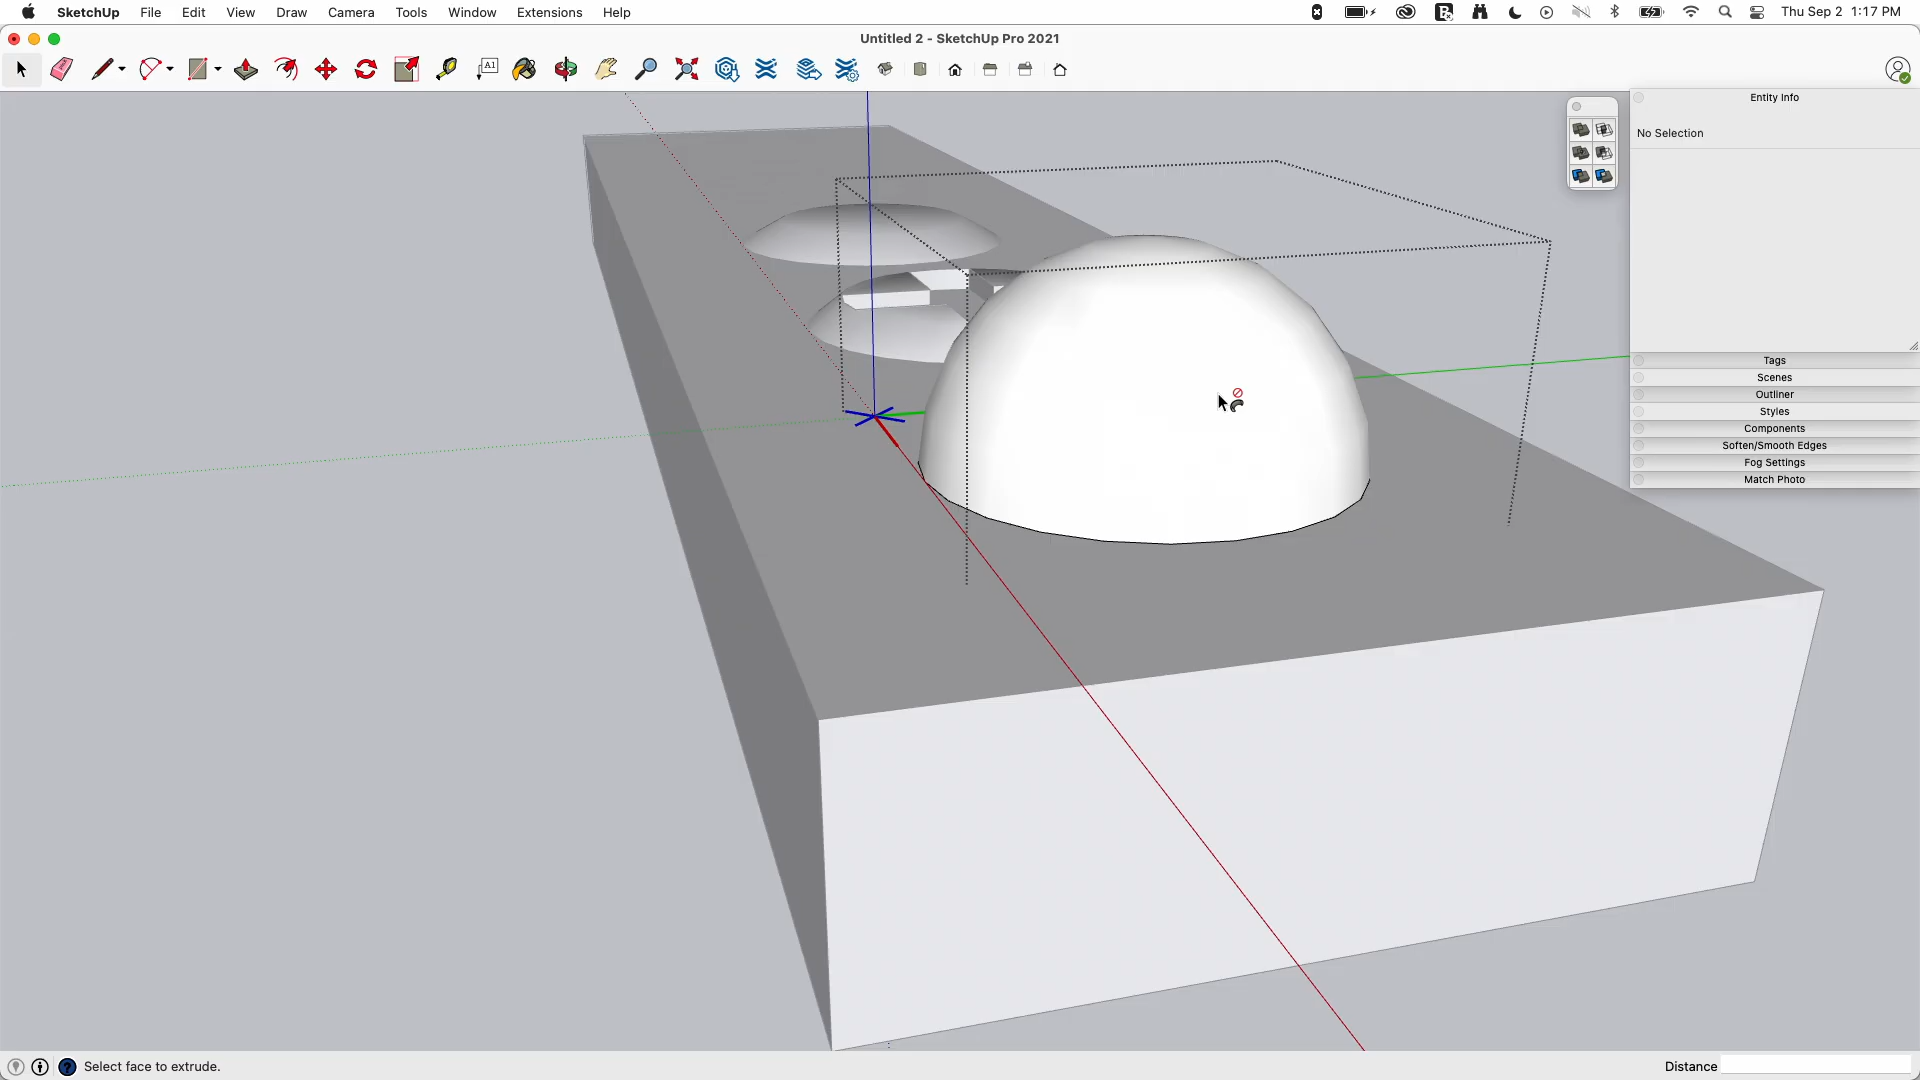 SketchUp File Edit View Draw Camera Tools Window Extensions Help Thu Sep 2 1:17 PM
Untitled 2 - SketchUp Pro 2021
A1
Entity Info
No Selection
Tags
Scenes
Outliner
Styles
Components
Soften/Smooth Edges
Fog Settings
Match Photo
Select face to extrude.
Distance